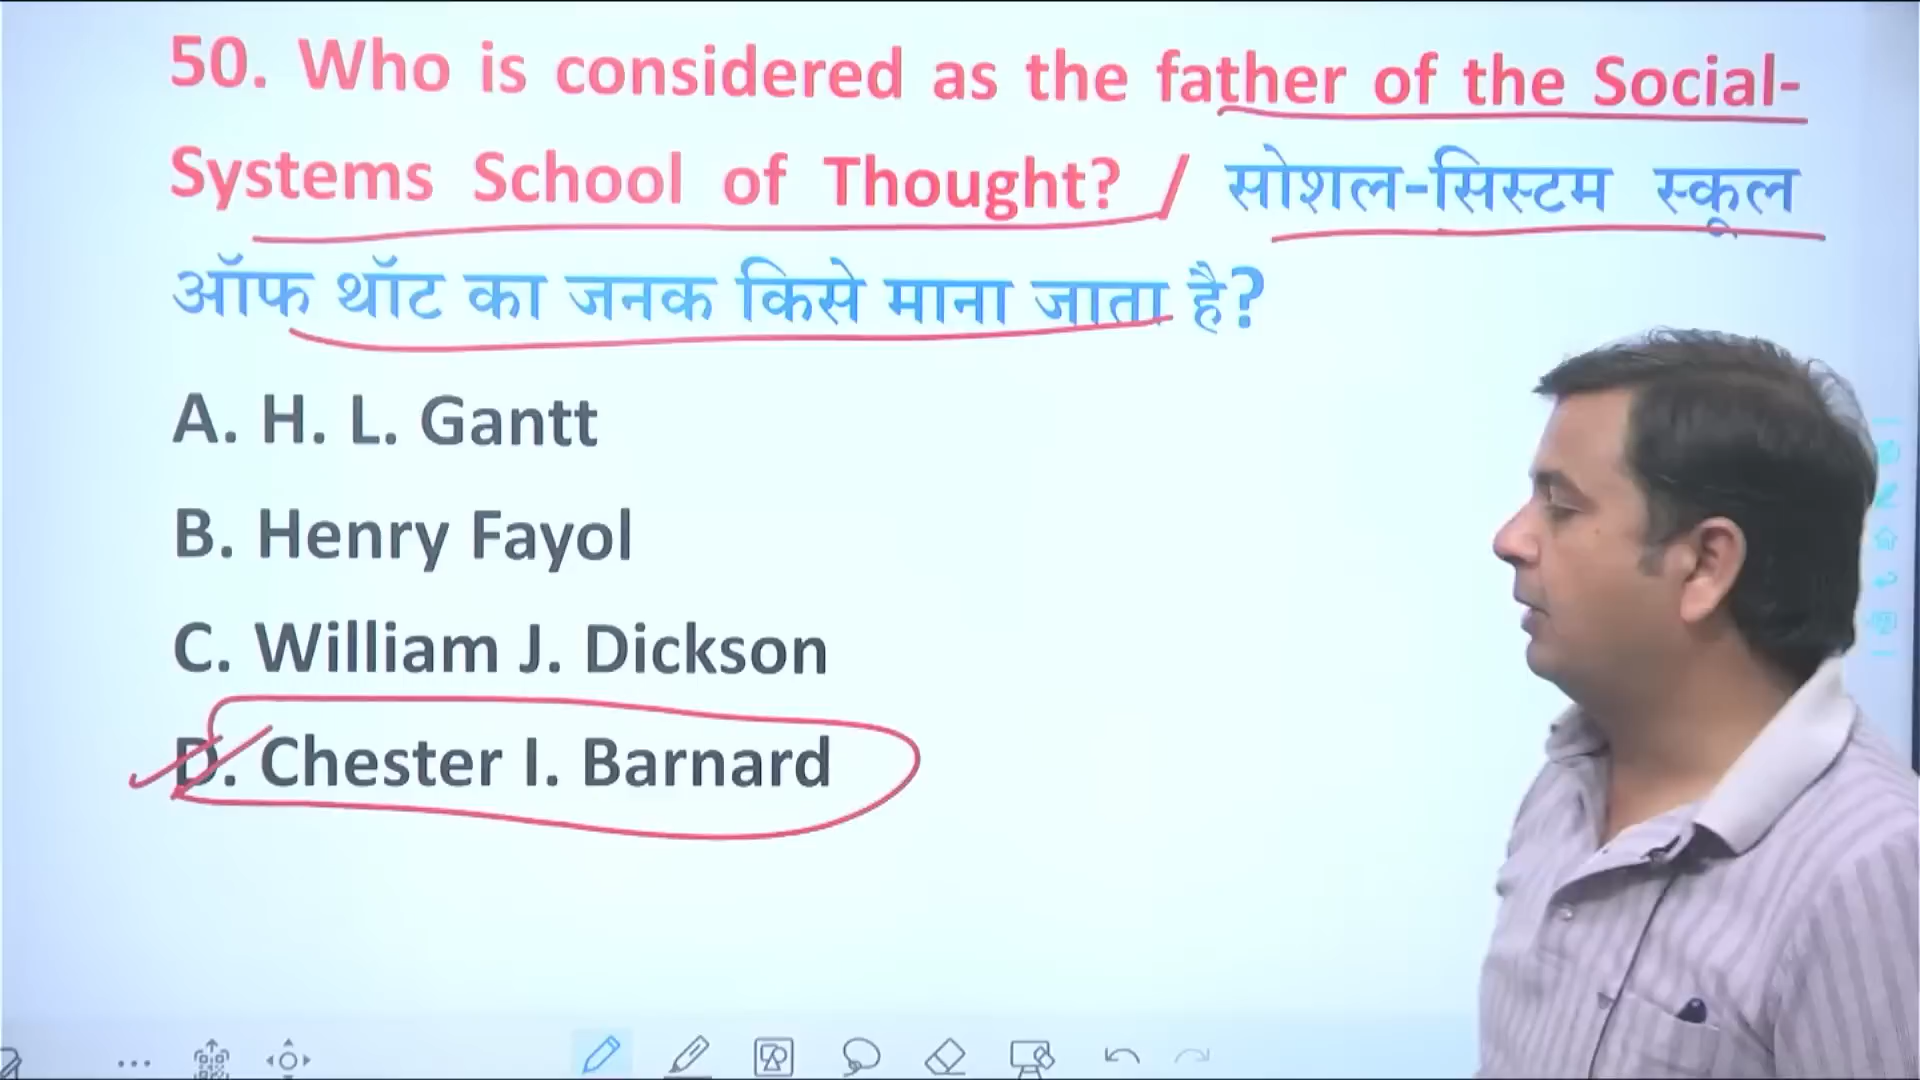 50. Who is considered as the father of the Social-
Systems School of Thought? / सोशल-सिस्टम स्कूल
ऑफ थॉट का जनक किसे माना जाता है?
A. H. L. Gantt
B. Henry Fayol
C. William J. Dickson
D. Chester I. Barnard